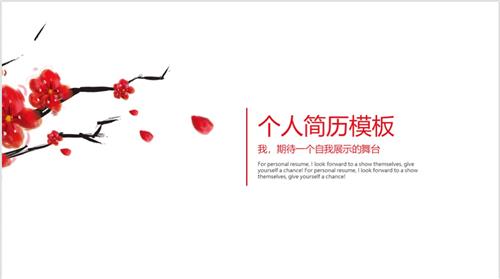 个人简历模板
我，期待一个自我展示的舞台
For personal resume, I look forward to a show themselves, give
yourself a chance! For personal resume, I look forward to a show
themselves, give yourself a chance!